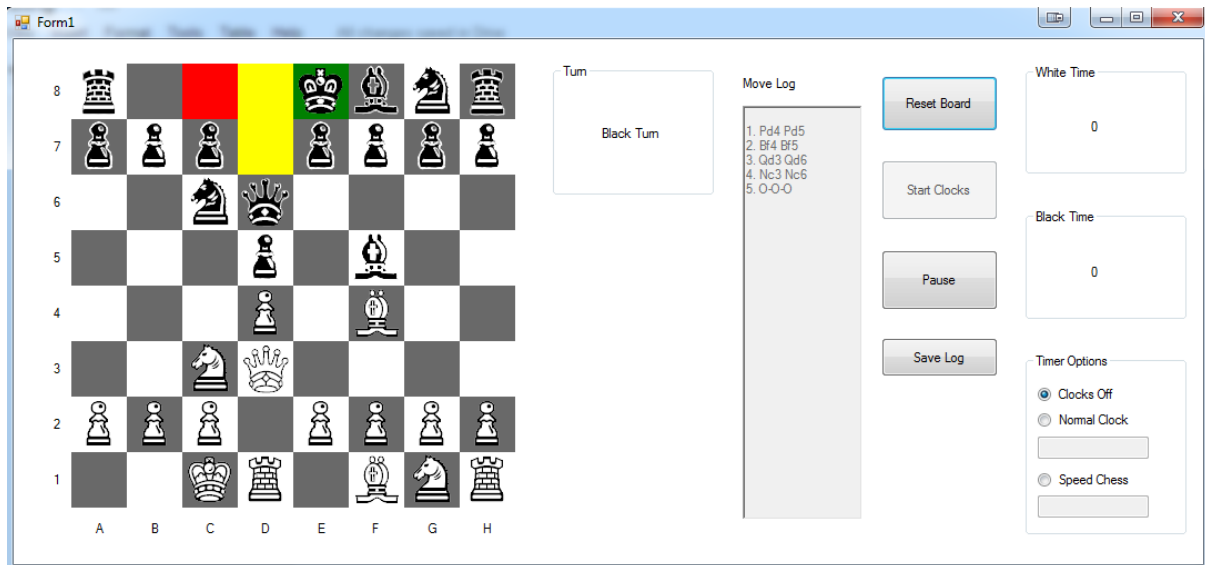 Form1
8
7
6
5
4
3
2
1
A B C D E F G H
Turn
Black Turn
Move Log
1. Pd4 Pd5
2. Bf4 Bf5
3. Qd3 Qd6
4. Nc3 Nc6
5. O-O-O
Reset Board
Start Clocks
Pause
Save Log
White Time
0
Black Time
0
Timer Options
Clocks Off
Normal Clock
Speed Chess